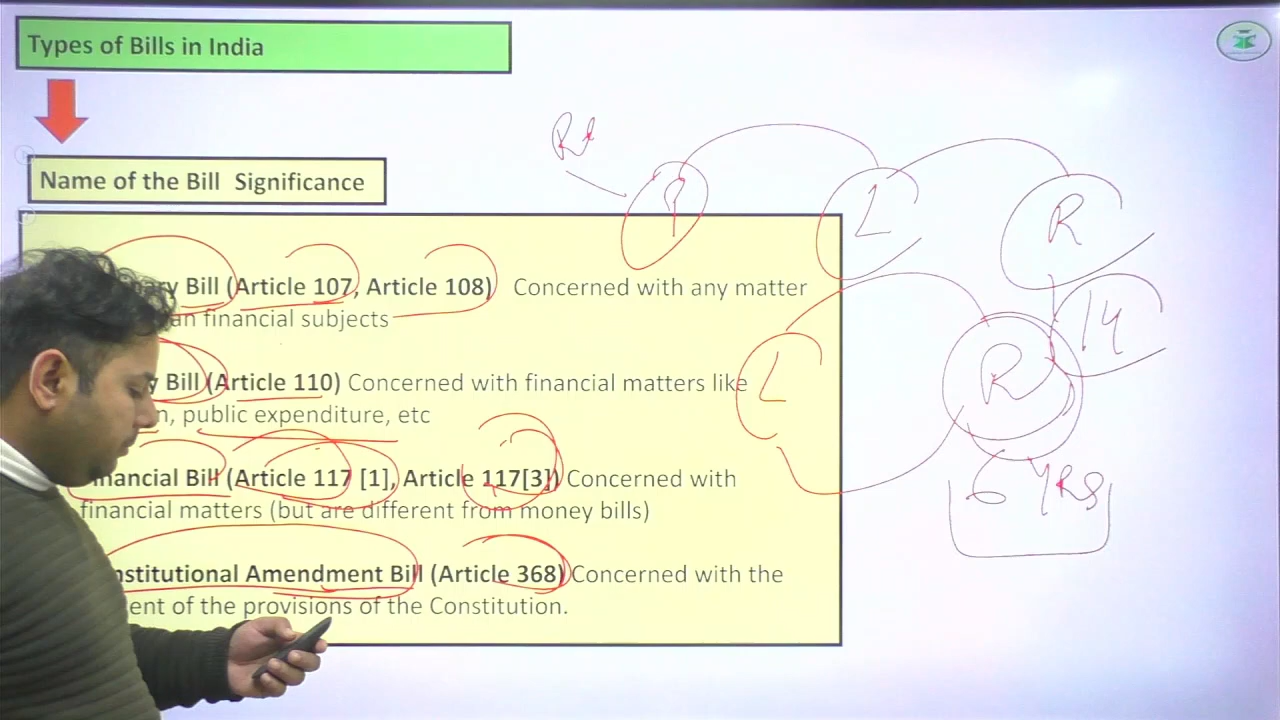 Types of Bills in India
Name of the Bill Significance
Bill (Article 107, Article 108) Concerned with any matter
an financial subjects
Bill (Article 110) Concerned with financial matters like
n, public expenditure, etc
nancial Bill (Article 117 [1], Article 117[3]) Concerned with
financial matters (but are different from money bills)
nstitutional Amendment Bill (Article 368) Concerned with the
ent of the provisions of the Constitution.
L
R
14
L
R
6 YRS